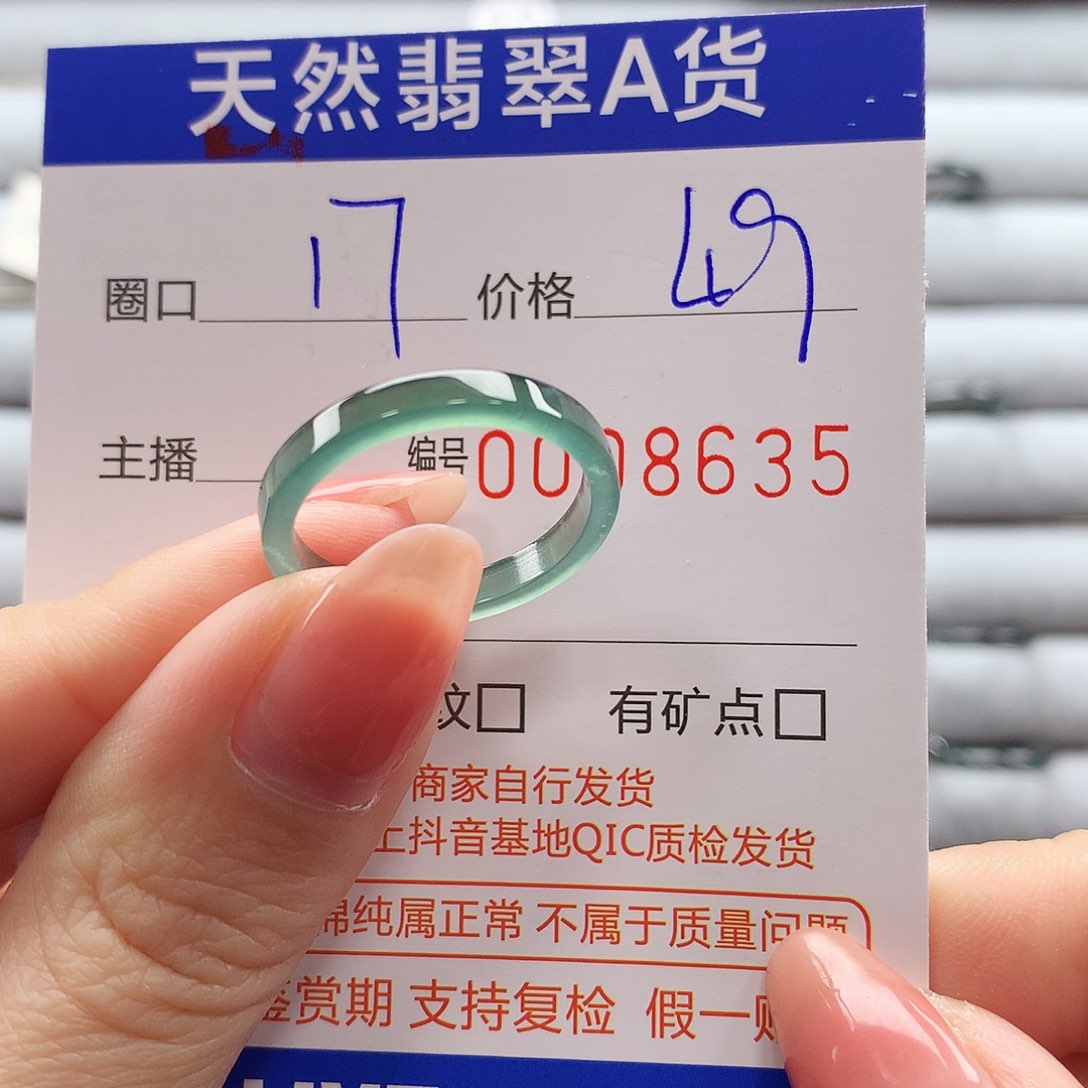 天然翡翠A货
圈口 17 价格 49
主播 编号 0008635
纹□ 有矿点□
商家自行发货
上抖音基地QIC质检发货
棉纯属正常 不属于质量问题
鉴赏期 支持复检 假一